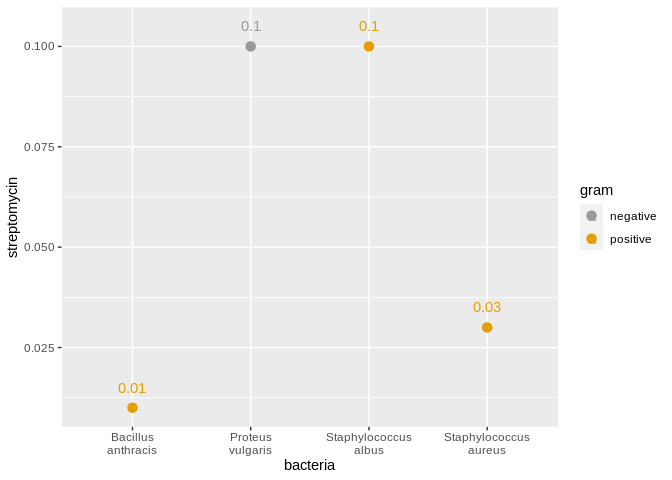 0.1
0.1
0.100
0.075
0.050
0.025
streptomycin
0.03
0.01
gram
negative
positive
Bacillus
anthracis
Proteus
vulgaris
Staphylococcus
albus
Staphylococcus
aureus
bacteria